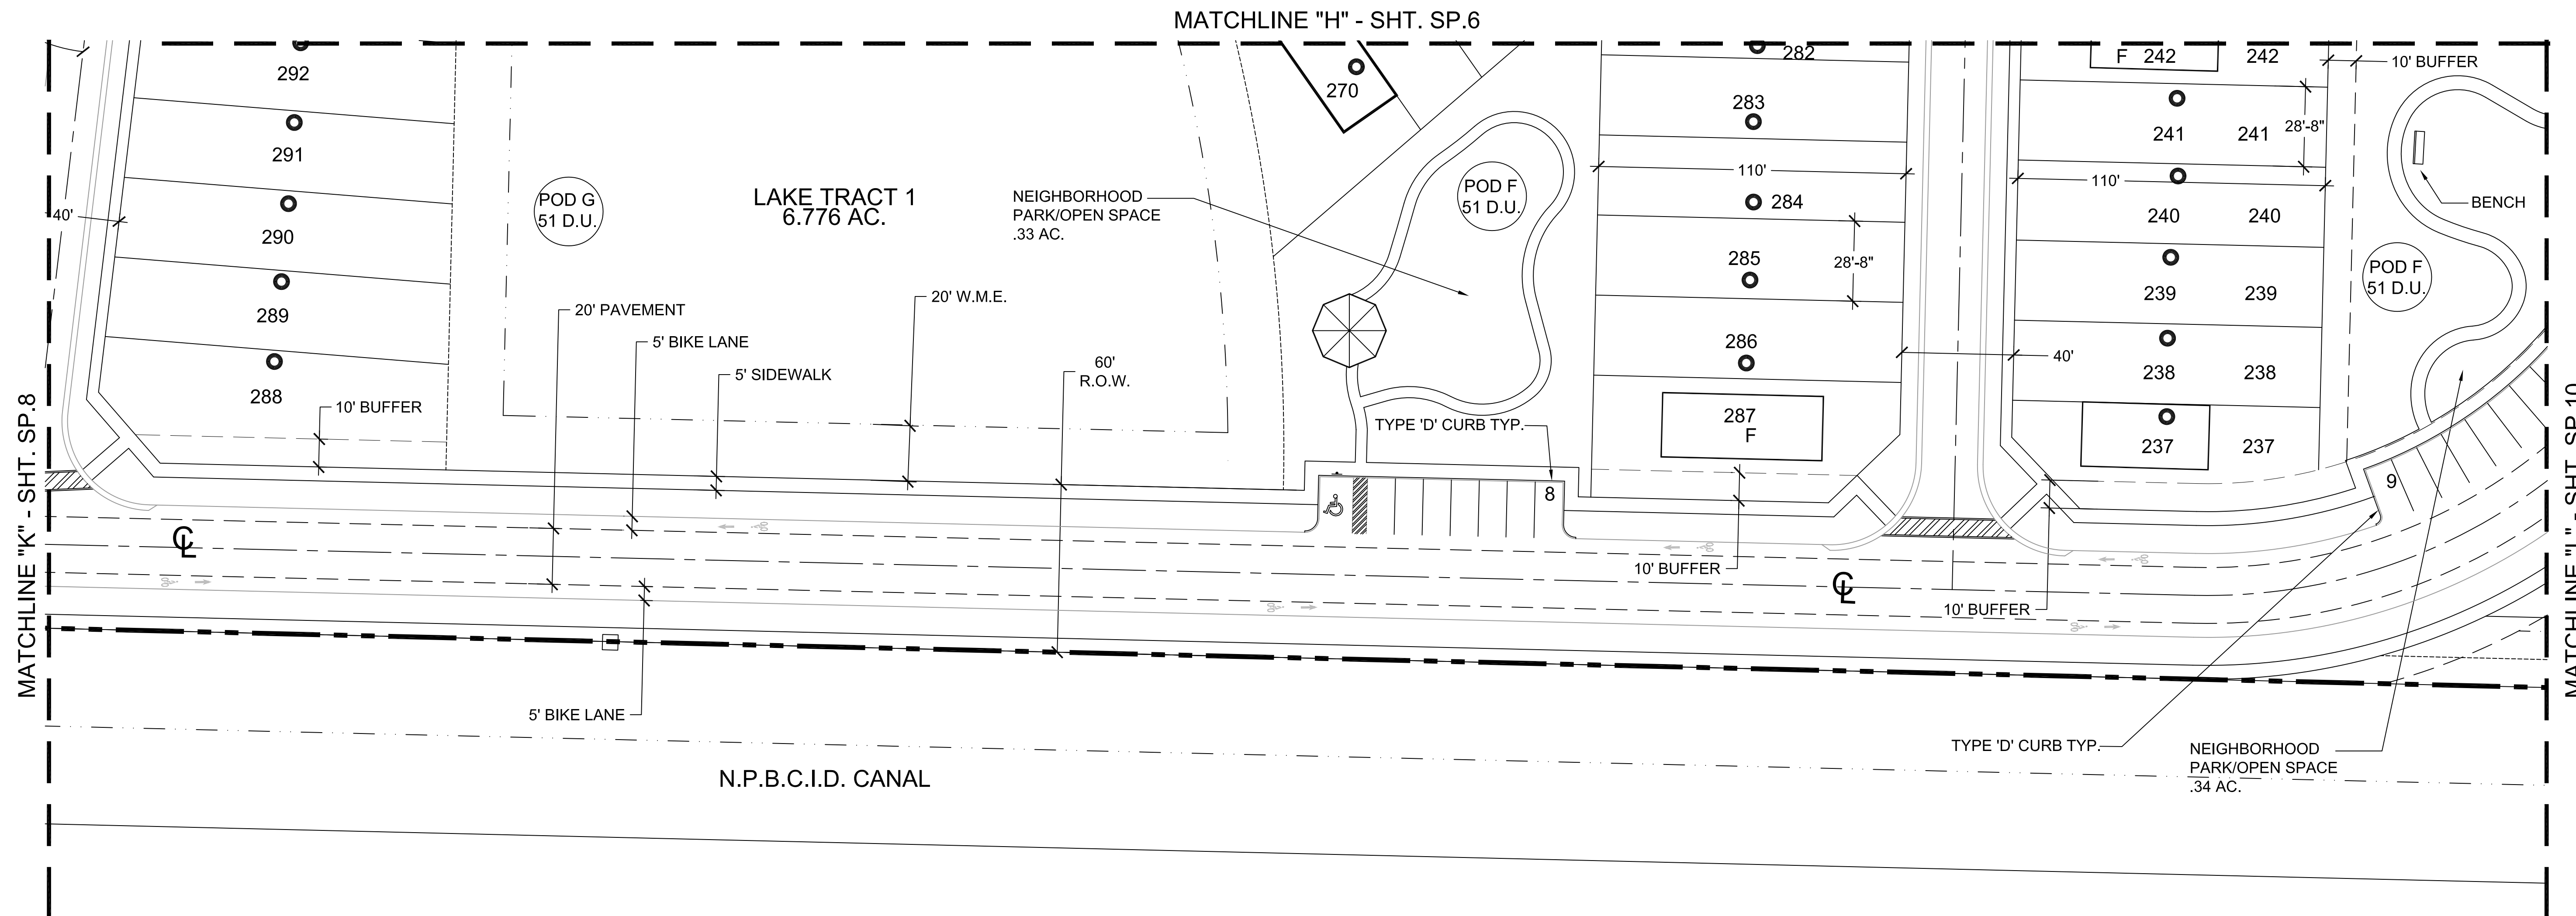 MATCHLINE "H" - SHT. SP.6
MATCHLINE "K" - SHT. SP.8
292
291
290
289
288
40'
10' BUFFER
POD G
51 D.U.
LAKE TRACT 1
6.776 AC.
20' PAVEMENT
5' BIKE LANE
5' SIDEWALK
20' W.M.E.
60'
R.O.W.
NEIGHBORHOOD
PARK/OPEN SPACE
.33 AC.
270
POD F
51 D.U.
TYPE 'D' CURB TYP.
8
282
283
110'
284
285
28'-8"
286
287
F
10' BUFFER
40'
F 242 242
10' BUFFER
241 241
28'-8"
110'
240 240
239 239
238 238
237 237
BENCH
POD F
51 D.U.
9
10' BUFFER
CL
CL
5' BIKE LANE
TYPE 'D' CURB TYP.
NEIGHBORHOOD
PARK/OPEN SPACE
.34 AC.
N.P.B.C.I.D. CANAL